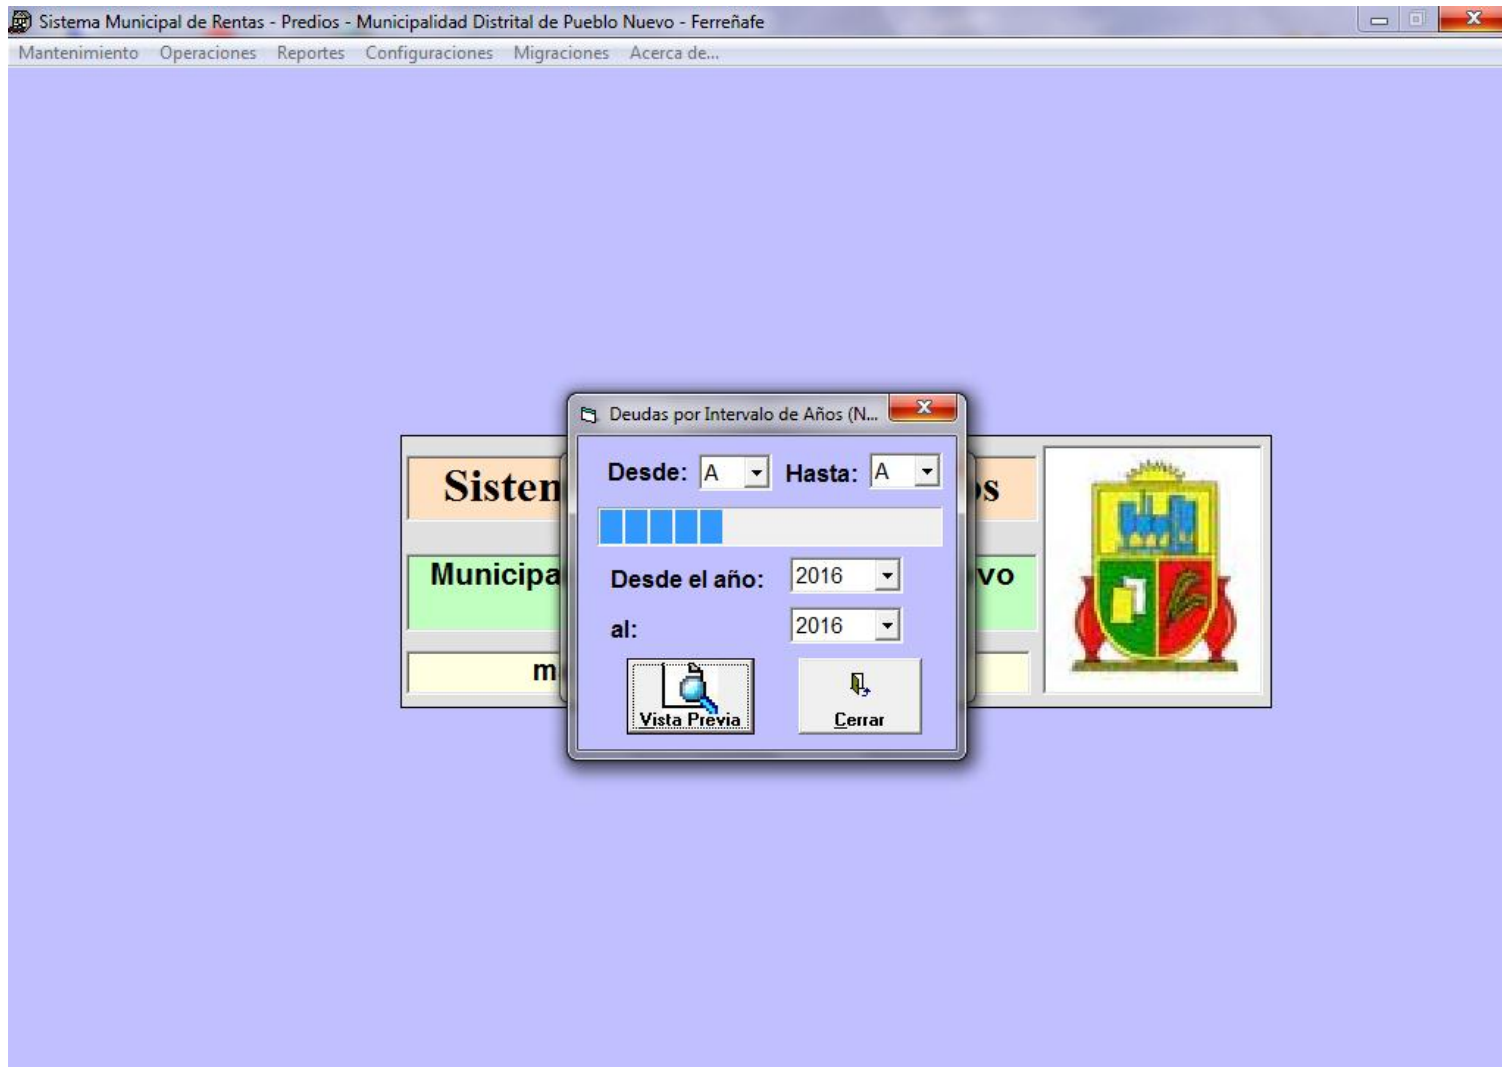 Sistema Municipal de Rentas - Predios - Municipalidad Distrital de Pueblo Nuevo - Ferreñafe
Mantenimiento Operaciones Reportes Configuraciones Migraciones Acerca de...
Deudas por Intervalo de Años (N...
Desde: A Hasta: A
Sisten os
Desde el año: 2016
Municipa vo
al: 2016
m
Vista Previa Cerrar